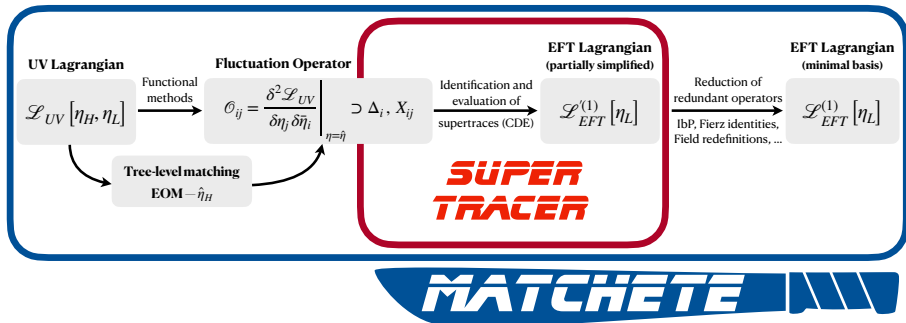 UV Lagrangian
ℒ_UV [η_H, η_L]
Functional
methods
Fluctuation Operator
𝒪_ij = δ² ℒ_UV / δη_j δη̄_i |_{η=η̂} ⊃ Δ_i , X_ij
Tree-level matching
EOM – η̂_H
Identification and
evaluation of
supertraces (CDE)
EFT Lagrangian
(partially simplified)
ℒ'^(1)_EFT [η_L]
SUPER
TRACER
Reduction of
redundant operators
IbP, Fierz identities,
Field redefinitions, ...
EFT Lagrangian
(minimal basis)
ℒ^(1)_EFT [η_L]
MATCHETE